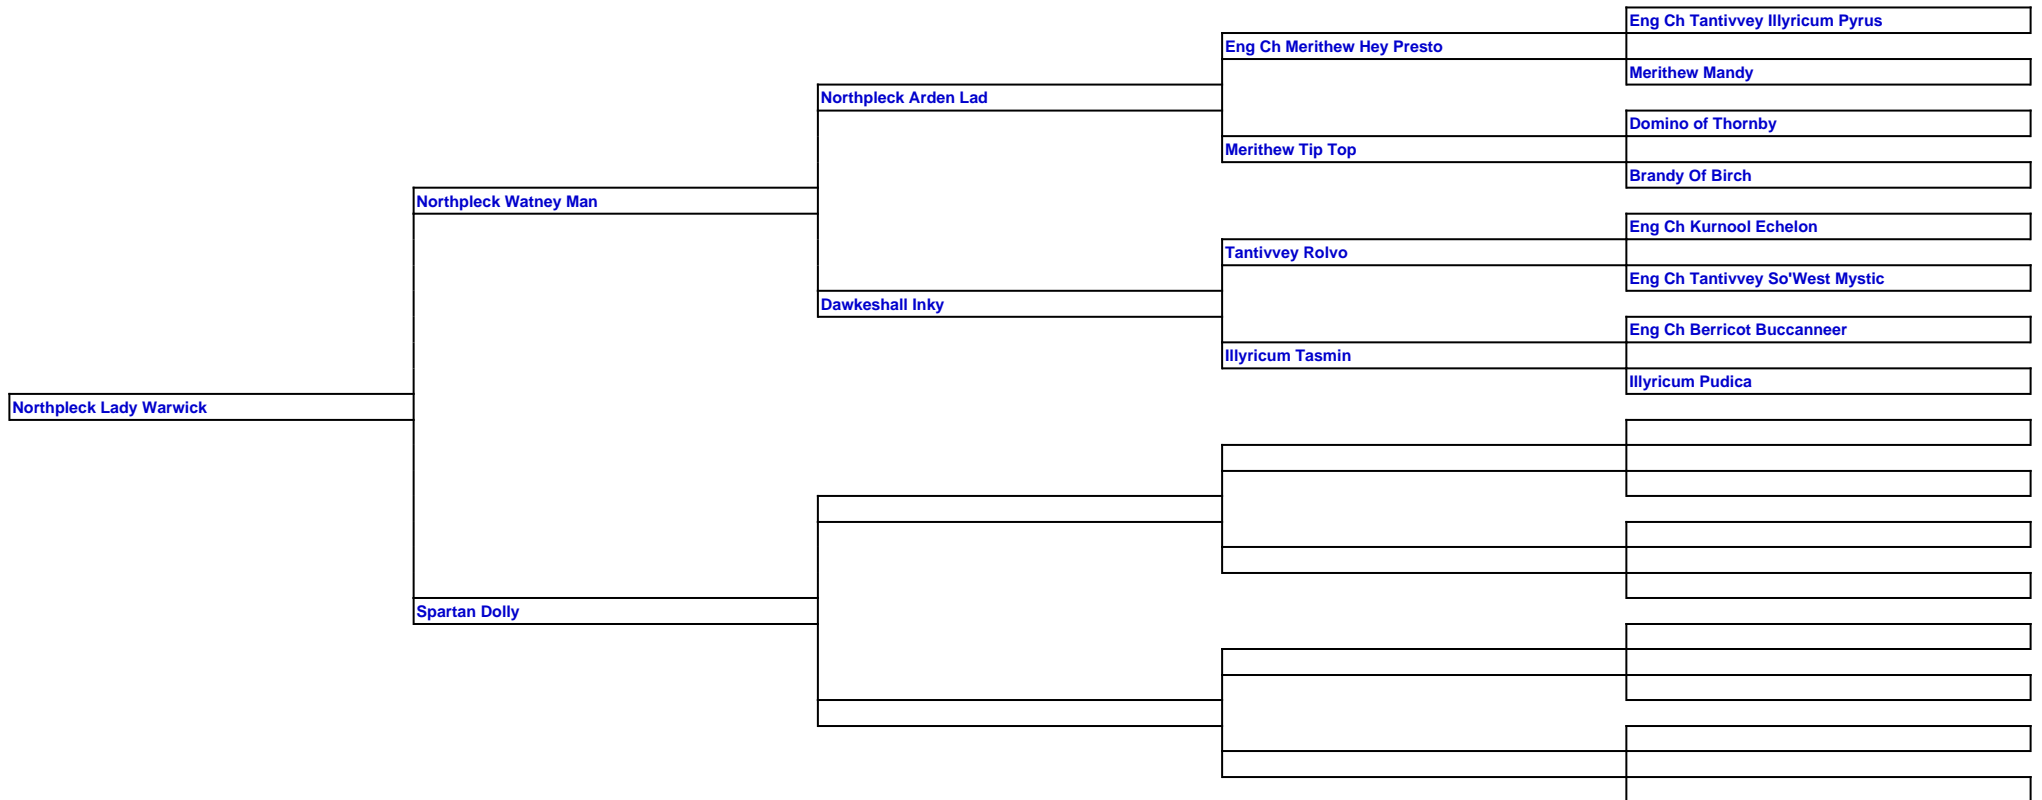 Eng Ch Tantivvey Illyricum Pyrus
Eng Ch Merithew Hey Presto
Merithew Mandy
Northpleck Arden Lad
Domino of Thornby
Merithew Tip Top
Brandy Of Birch
Northpleck Watney Man
Eng Ch Kurnool Echelon
Tantivvey Rolvo
Eng Ch Tantivvey So'West Mystic
Dawkeshall Inky
Eng Ch Berricot Buccanneer
Illyricum Tasmin
Illyricum Pudica
Northpleck Lady Warwick
Spartan Dolly